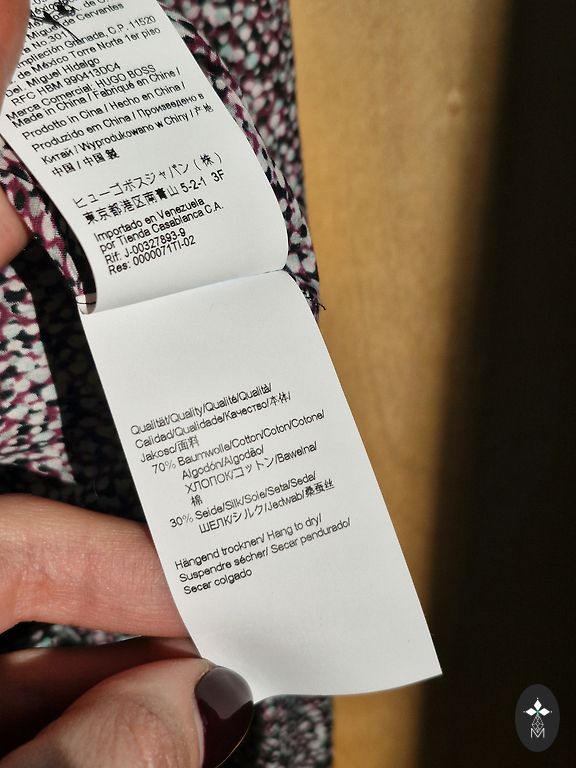 Miguel de Cervantes
No.301
Ampliación Granada, C.P. 11520
de México Torre Norte 1er piso
Del. Miguel Hidalgo
RFC HBM 990413DC4
Marca Comercial: HUGO BOSS
Made in China / Fabriqué en China /
Prodotto in Cina / Hecho en China /
Produzido em China / Произведено в
Китай / Wyprodukowano w Chiny / 产地
中国 / 中国 製
ヒューゴボスジャパン ( 株 )
東京都港区南青山 5-2-1 3F
Importado en Venezuela
por Tienda Casablanca C.A.
Rif: J-00327893-9
Res: 0000071TI-02
Qualität/Quality/Qualité/Qualità/
Calidad/Qualidade/Качество/本体/
Jakosc/面料
70% Baumwolle/Cotton/Coton/Cotone/
Algodón/Algodão/
ХЛОПОК/コットン/Bawelna/
棉
30% Seide/Silk/Soie/Seta/Seda/
ШЕЛК/シルク/Jedwab/桑蚕丝
Hängend trocknen/ Hang to dry/
Suspendre sécher/ Secar pendurado/
Secar colgado
M